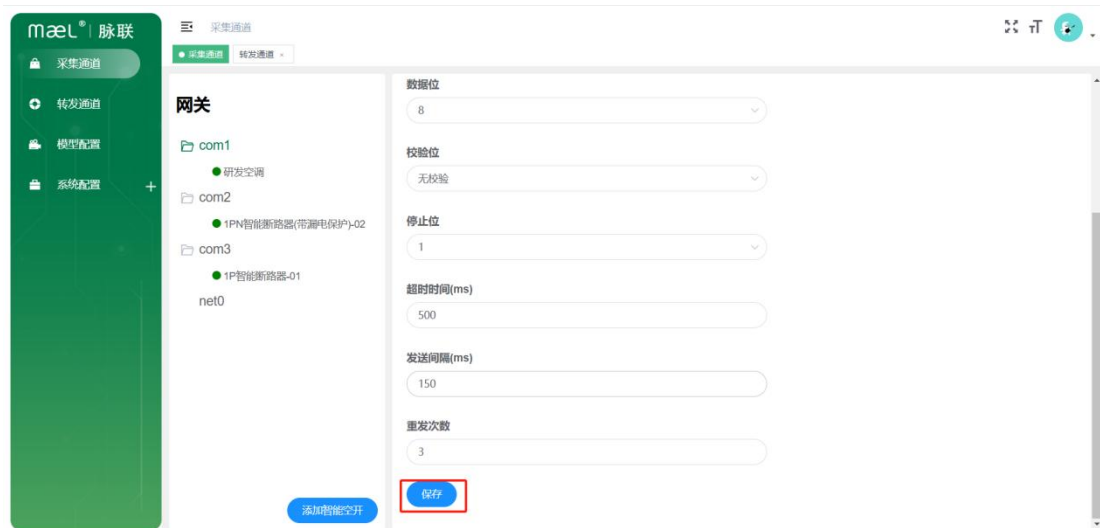 mæL®|脉联
采集通道
转发通道
模型配置
系统配置 +
采集通道
采集通道 转发通道 ×
网关
com1
研发空调
com2
1PN智能断路器(带漏电保护)-02
com3
1P智能断路器-01
net0
添加智能空开
数据位
8
校验位
无校验
停止位
1
超时时间(ms)
500
发送间隔(ms)
150
重发次数
3
保存